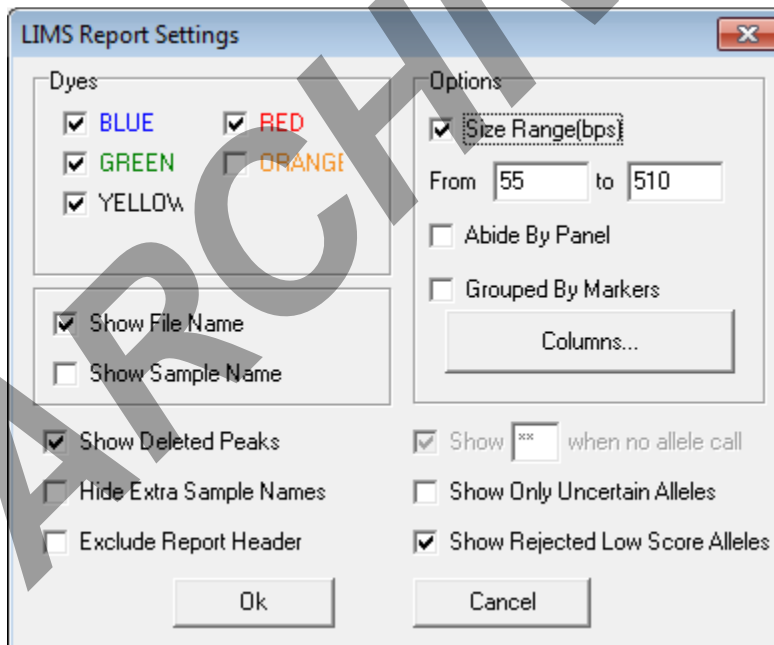 LIMS Report Settings
Dyes
BLUE
RED
GREEN
ORANGE
YELLOW
Show File Name
Show Sample Name
Options
Size Range(bps)
From 55 to 510
Abide By Panel
Grouped By Markers
Columns...
Show Deleted Peaks
Hide Extra Sample Names
Exclude Report Header
Show ** when no allele call
Show Only Uncertain Alleles
Show Rejected Low Score Alleles
Ok
Cancel